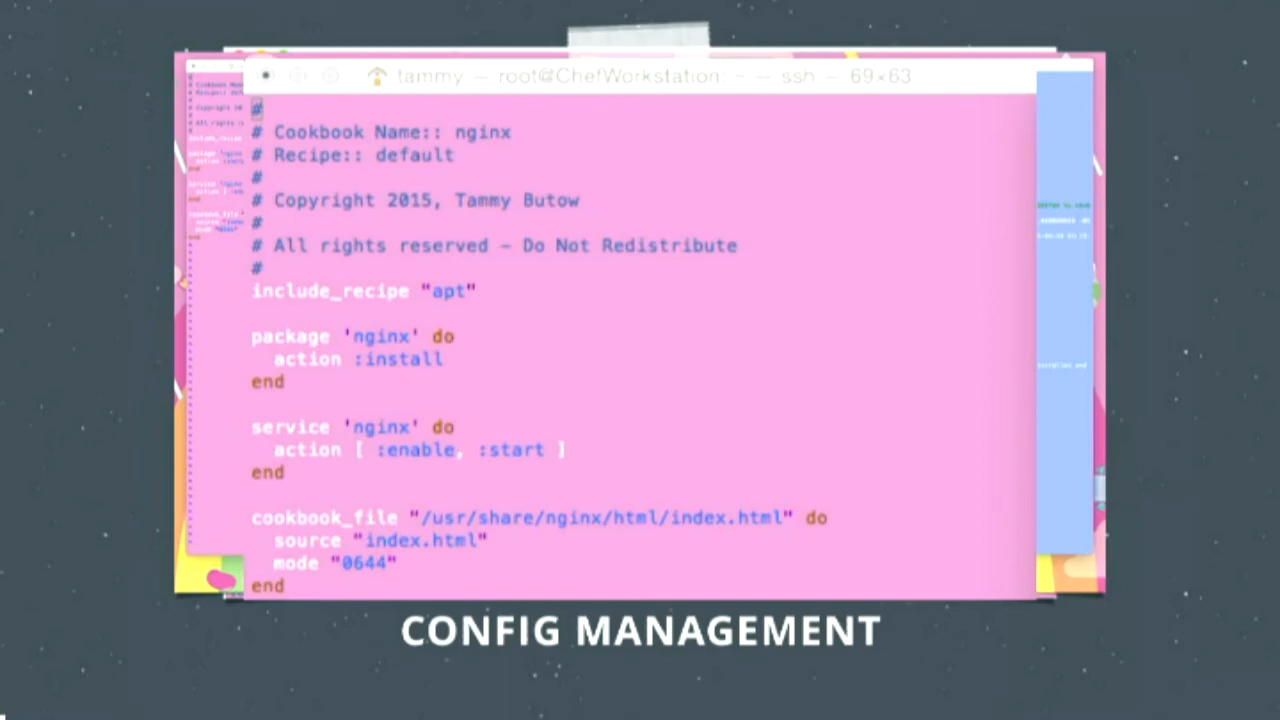 tammy — root@ChefWorkstation: ~ — ssh — 69×63
#
# Cookbook Name:: nginx
# Recipe:: default
#
# Copyright 2015, Tammy Butow
#
# All rights reserved - Do Not Redistribute
#
include_recipe "apt"
package 'nginx' do
action :install
end
service 'nginx' do
action [ :enable, :start ]
end
cookbook_file "/usr/share/nginx/html/index.html" do
source "index.html"
mode "0644"
end
CONFIG MANAGEMENT